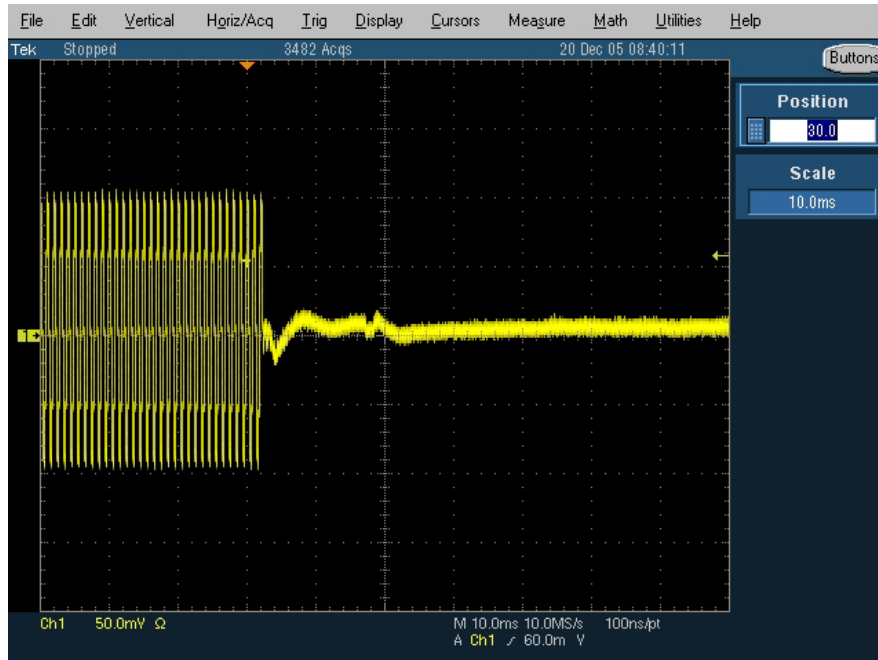 File Edit Vertical Horiz/Acq Trig Display Cursors Measure Math Utilities Help
Tek Stopped 3482 Acqs 20 Dec 05 08:40:11
Buttons
Position
30.0
Scale
10.0ms
1
Ch1 50.0mV Ω M 10.0ms 10.0MS/s 100ns/pt
A Ch1 / 60.0m V